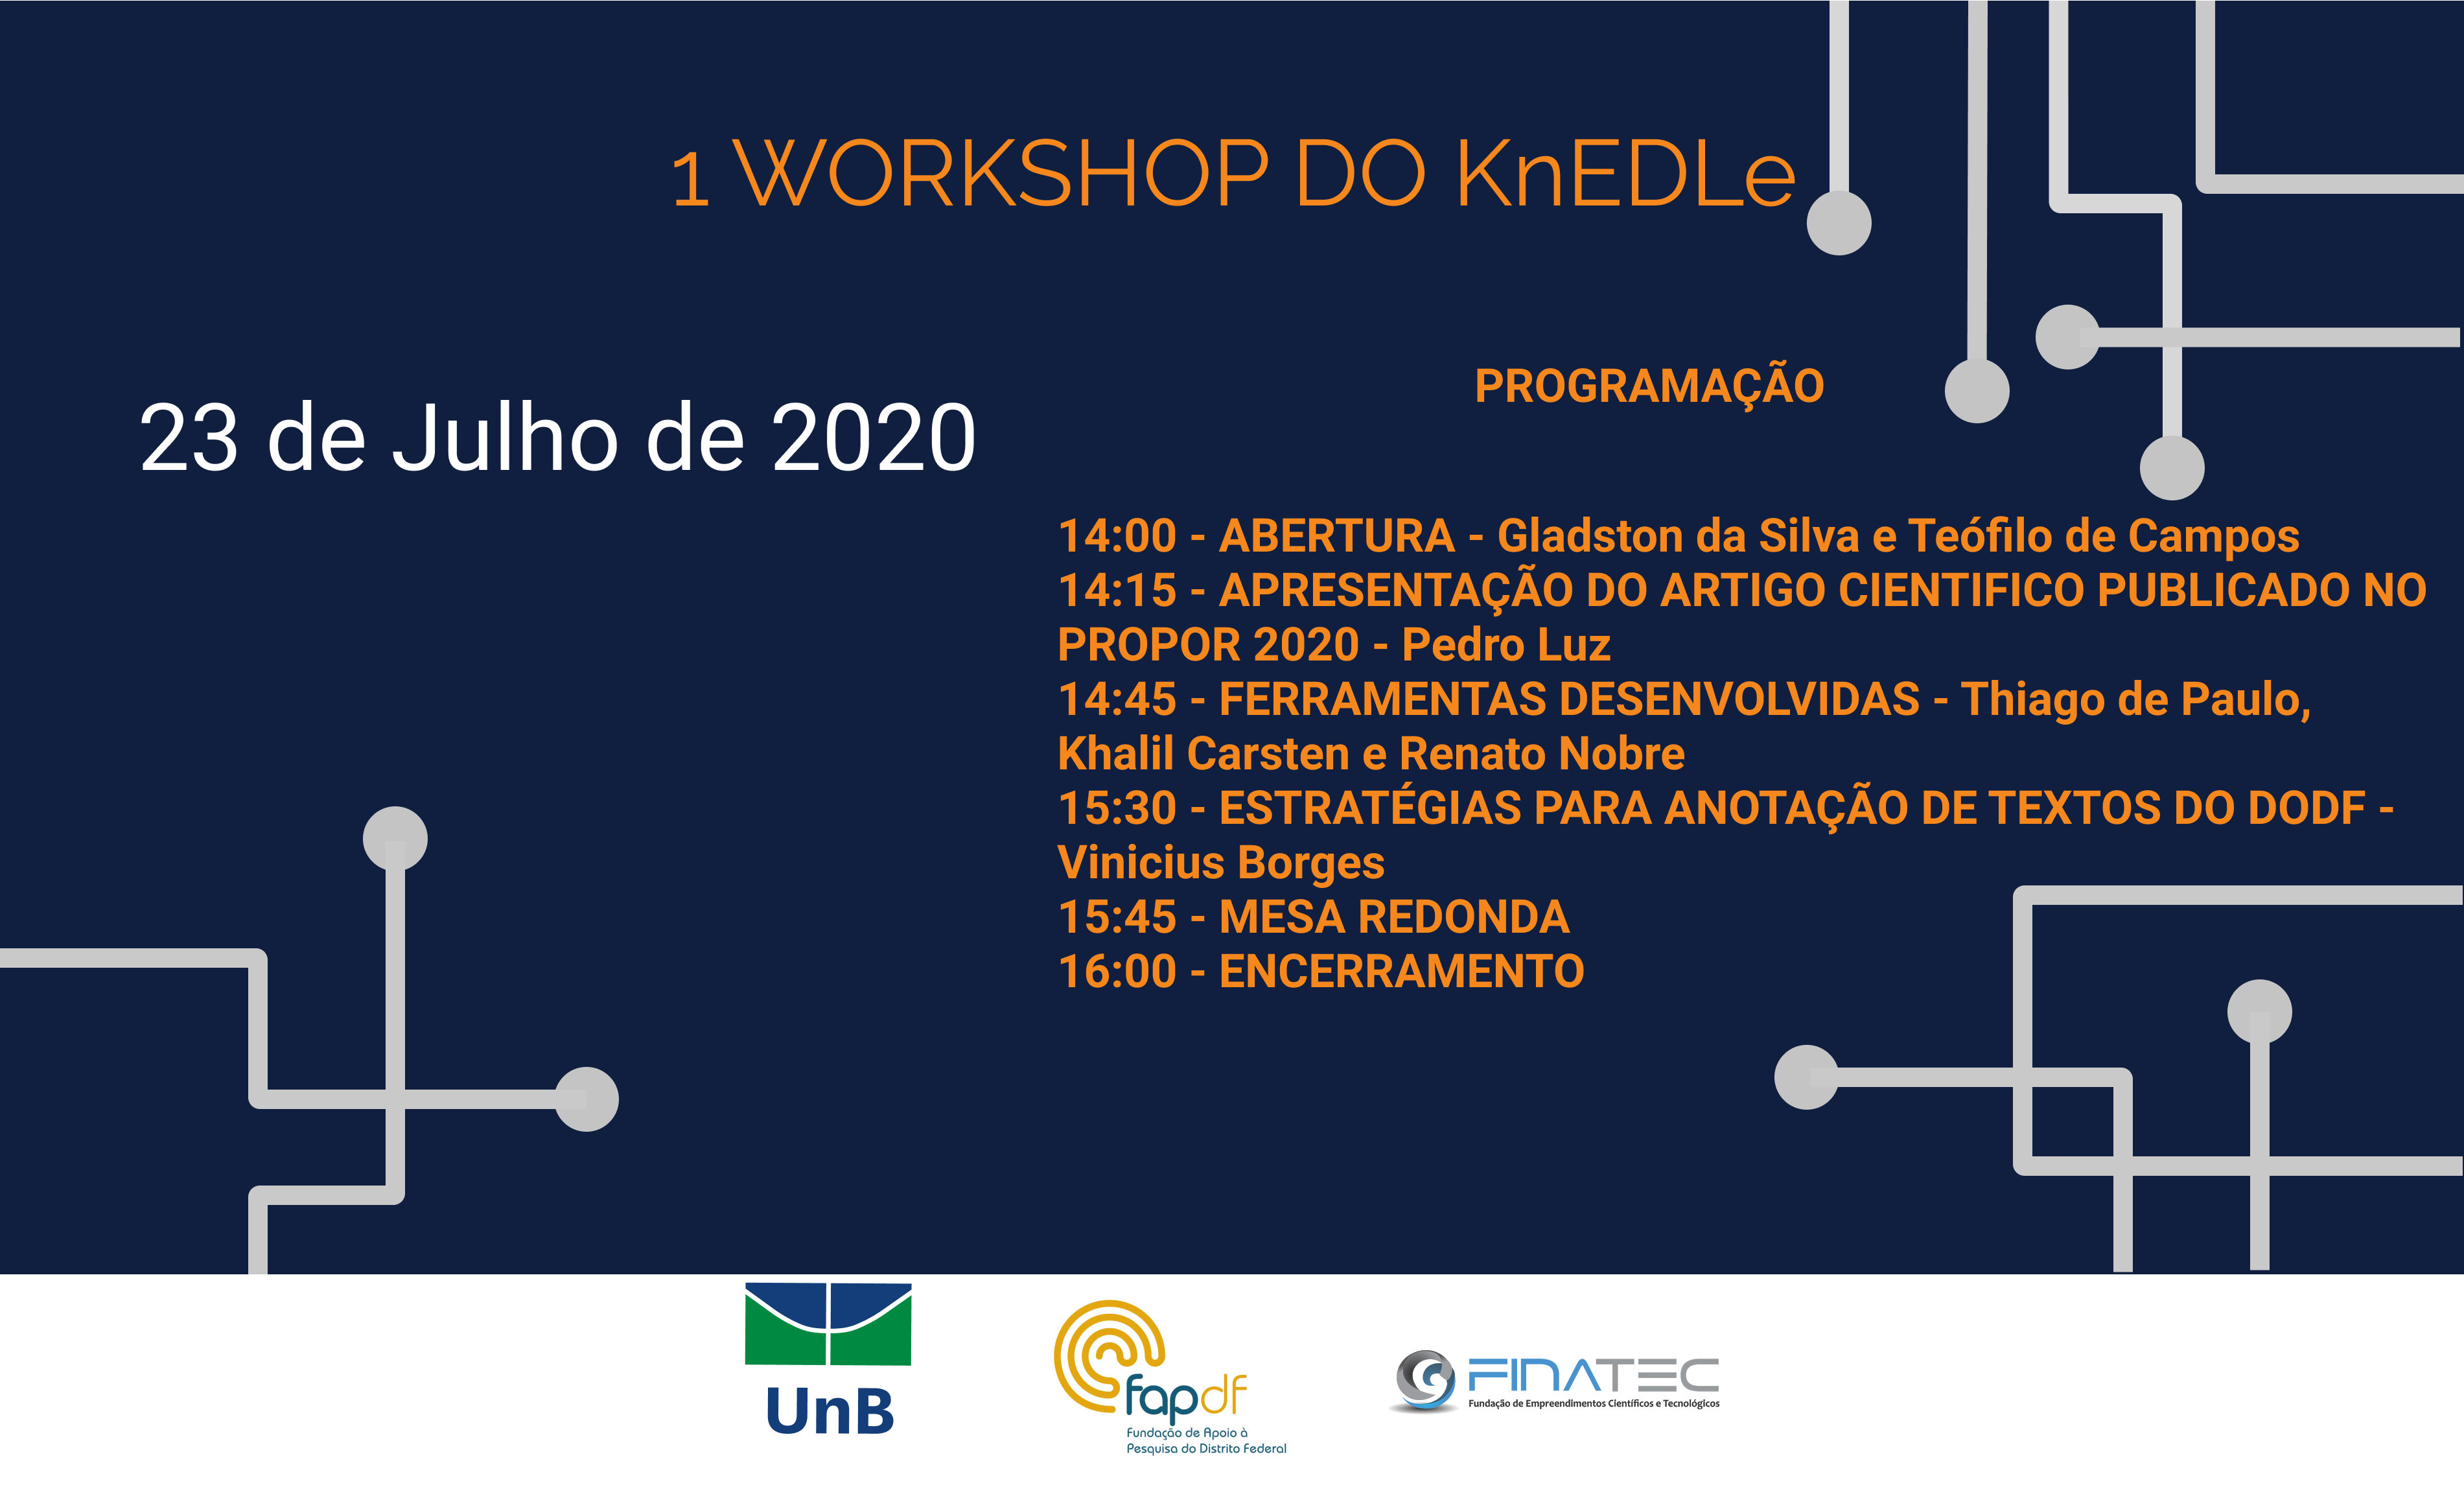 1 WORKSHOP DO KnEDLe
23 de Julho de 2020
PROGRAMAÇÃO
14:00 - ABERTURA - Gladston da Silva e Teófilo de Campos
14:15 - APRESENTAÇÃO DO ARTIGO CIENTIFICO PUBLICADO NO
PROPOR 2020 - Pedro Luz
14:45 - FERRAMENTAS DESENVOLVIDAS - Thiago de Paulo,
Khalil Carsten e Renato Nobre
15:30 - ESTRATÉGIAS PARA ANOTAÇÃO DE TEXTOS DO DODF -
Vinicius Borges
15:45 - MESA REDONDA
16:00 - ENCERRAMENTO
UnB
fapdf
Fundação de Apoio à
Pesquisa do Distrito Federal
FINATEC
Fundação de Empreendimentos Científicos e Tecnológicos